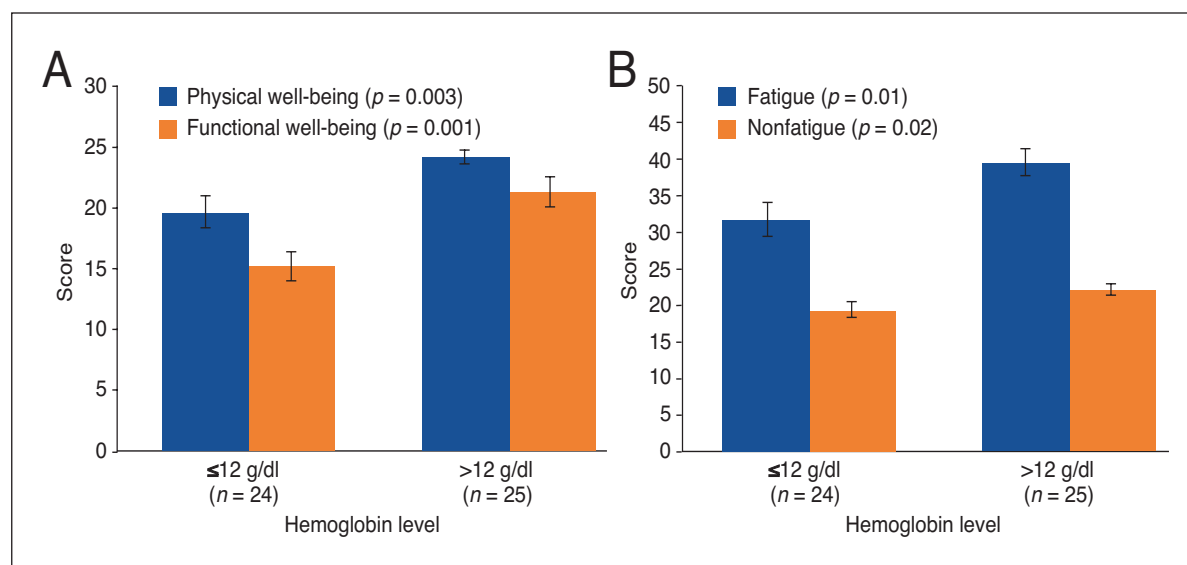 A
30
25
20
15
10
5
0
Score
Physical well-being (p = 0.003)
Functional well-being (p = 0.001)
≤12 g/dl
(n = 24)
>12 g/dl
(n = 25)
Hemoglobin level
B
50
45
40
35
30
25
20
15
10
5
0
Score
Fatigue (p = 0.01)
Nonfatigue (p = 0.02)
≤12 g/dl
(n = 24)
>12 g/dl
(n = 25)
Hemoglobin level